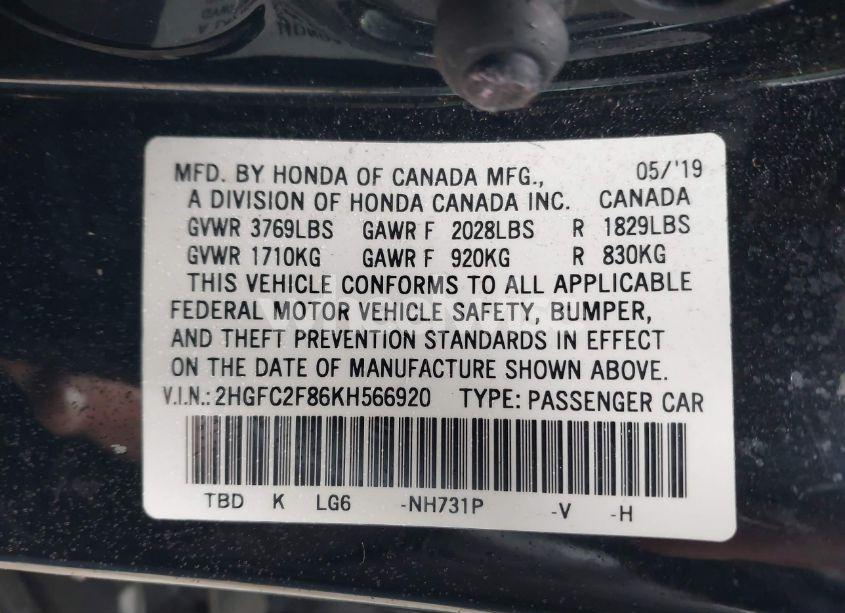 MFD. BY HONDA OF CANADA MFG., 05/'19
A DIVISION OF HONDA CANADA INC. CANADA
GVWR 3769LBS GAWR F 2028LBS R 1829LBS
GVWR 1710KG GAWR F 920KG R 830KG
THIS VEHICLE CONFORMS TO ALL APPLICABLE
FEDERAL MOTOR VEHICLE SAFETY, BUMPER,
AND THEFT PREVENTION STANDARDS IN EFFECT
ON THE DATE OF MANUFACTURE SHOWN ABOVE.
V.I.N.: 2HGFC2F86KH566920 TYPE: PASSENGER CAR
TBD K LG6 -NH731P -V -H